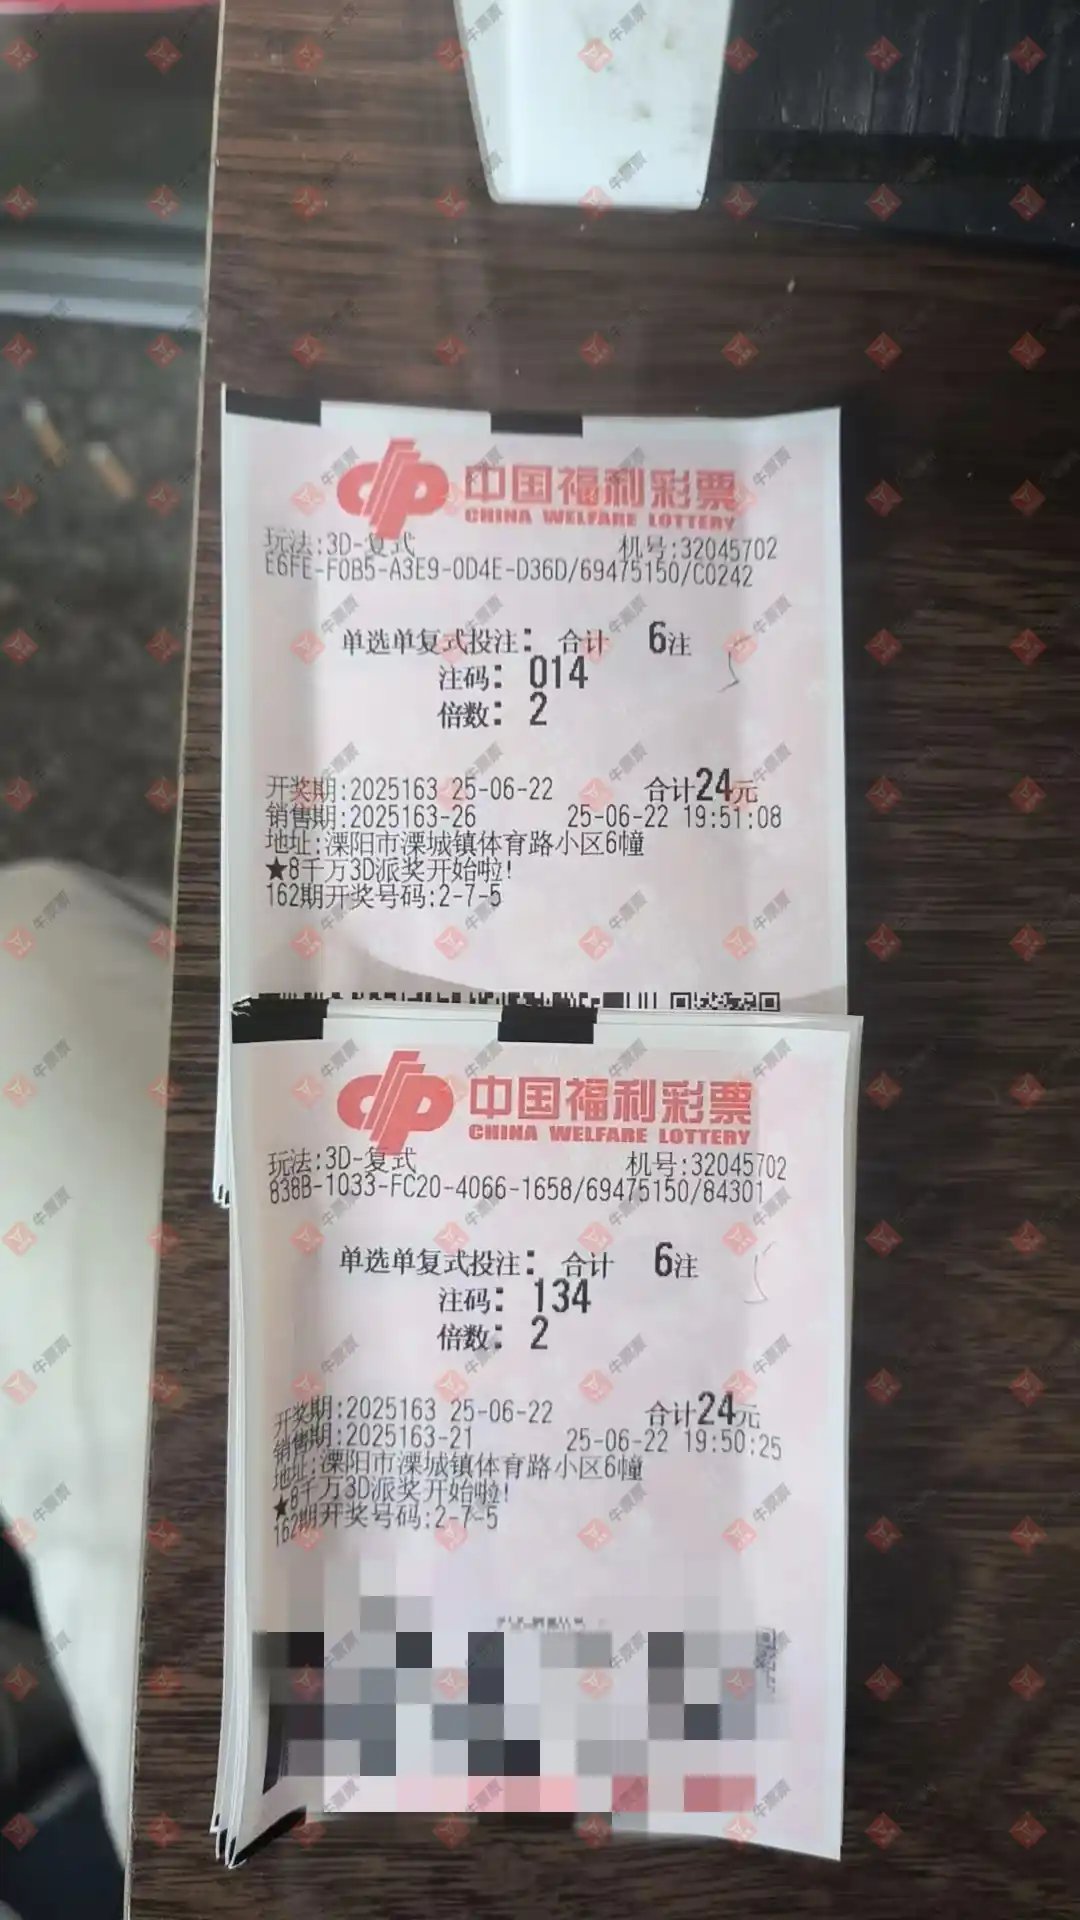 中国福利彩票
CHINA WELFARE LOTTERY
玩法:3D-复式 机号:32045702
E6FE-F0B5-A3E9-0D4E-D36D/69475150/C0242
单选单复式投注: 合计 6注
注码: 014
倍数: 2
开奖期:2025163 25-06-22 合计24元
销售期:2025163-26 25-06-22 19:51:08
地址:溧阳市溧城镇体育路小区6幢
★8千万3D派奖开始啦!
162期开奖号码:2-7-5
中国福利彩票
CHINA WELFARE LOTTERY
玩法:3D-复式 机号:32045702
838B-1033-FC20-4066-1658/69475150/84301
单选单复式投注: 合计 6注
注码: 134
倍数: 2
开奖期:2025163 25-06-22 合计24元
销售期:2025163-21 25-06-22 19:50:25
地址:溧阳市溧城镇体育路小区6幢
★8千万3D派奖开始啦!
162期开奖号码:2-7-5
牛票票